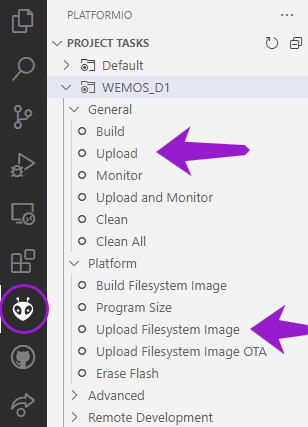 PLATFORMIO
PROJECT TASKS
Default
WEMOS_D1
General
Build
Upload
Monitor
Upload and Monitor
Clean
Clean All
Platform
Build Filesystem Image
Program Size
Upload Filesystem Image
Upload Filesystem Image OTA
Erase Flash
Advanced
Remote Development